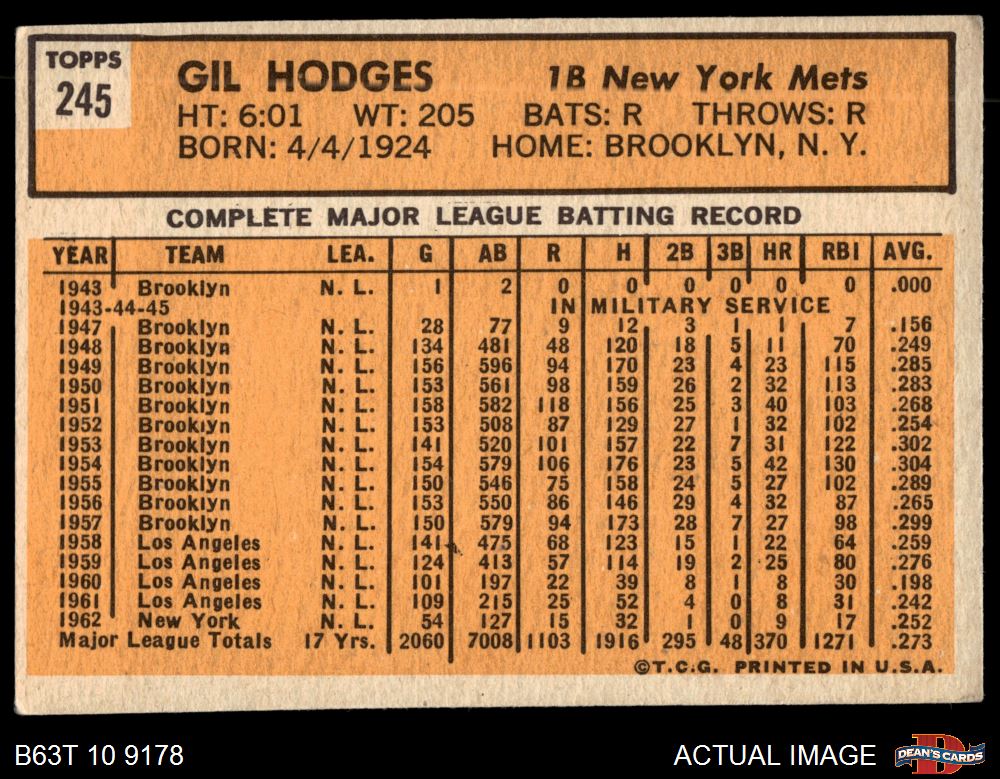 TOPPS
245
GIL HODGES 1B New York Mets
HT: 6:01 WT: 205 BATS: R THROWS: R
BORN: 4/4/1924 HOME: BROOKLYN, N. Y.
COMPLETE MAJOR LEAGUE BATTING RECORD
YEAR TEAM LEA. G AB R H 2B 3B HR RBI AVG.
1943 Brooklyn N. L. 1 2 0 0 0 0 0 0 .000
1943-44-45 IN MILITARY SERVICE
1947 Brooklyn N. L. 28 77 9 12 3 1 1 7 .156
1948 Brooklyn N. L. 134 481 48 120 18 5 11 70 .249
1949 Brooklyn N. L. 156 596 94 170 23 4 23 115 .285
1950 Brooklyn N. L. 153 561 98 159 26 2 32 113 .283
1951 Brooklyn N. L. 158 582 118 156 25 3 40 103 .268
1952 Brooklyn N. L. 153 508 87 129 27 1 32 102 .254
1953 Brooklyn N. L. 141 520 101 157 22 7 31 122 .302
1954 Brooklyn N. L. 154 579 106 176 23 5 42 130 .304
1955 Brooklyn N. L. 150 546 75 158 24 5 27 102 .289
1956 Brooklyn N. L. 153 550 86 146 29 4 32 87 .265
1957 Brooklyn N. L. 150 579 94 173 28 7 27 98 .299
1958 Los Angeles N. L. 141 475 68 123 15 1 22 64 .259
1959 Los Angeles N. L. 124 413 57 114 19 2 25 80 .276
1960 Los Angeles N. L. 101 197 22 39 8 1 8 30 .198
1961 Los Angeles N. L. 109 215 25 52 4 0 8 31 .242
1962 New York N. L. 54 127 15 32 1 0 9 17 .252
Major League Totals 17 Yrs. 2060 7008 1103 1916 295 48 370 1271 .273
©T.C.G. PRINTED IN U.S.A.
B63T 10 9178 ACTUAL IMAGE DEAN'S CARDS